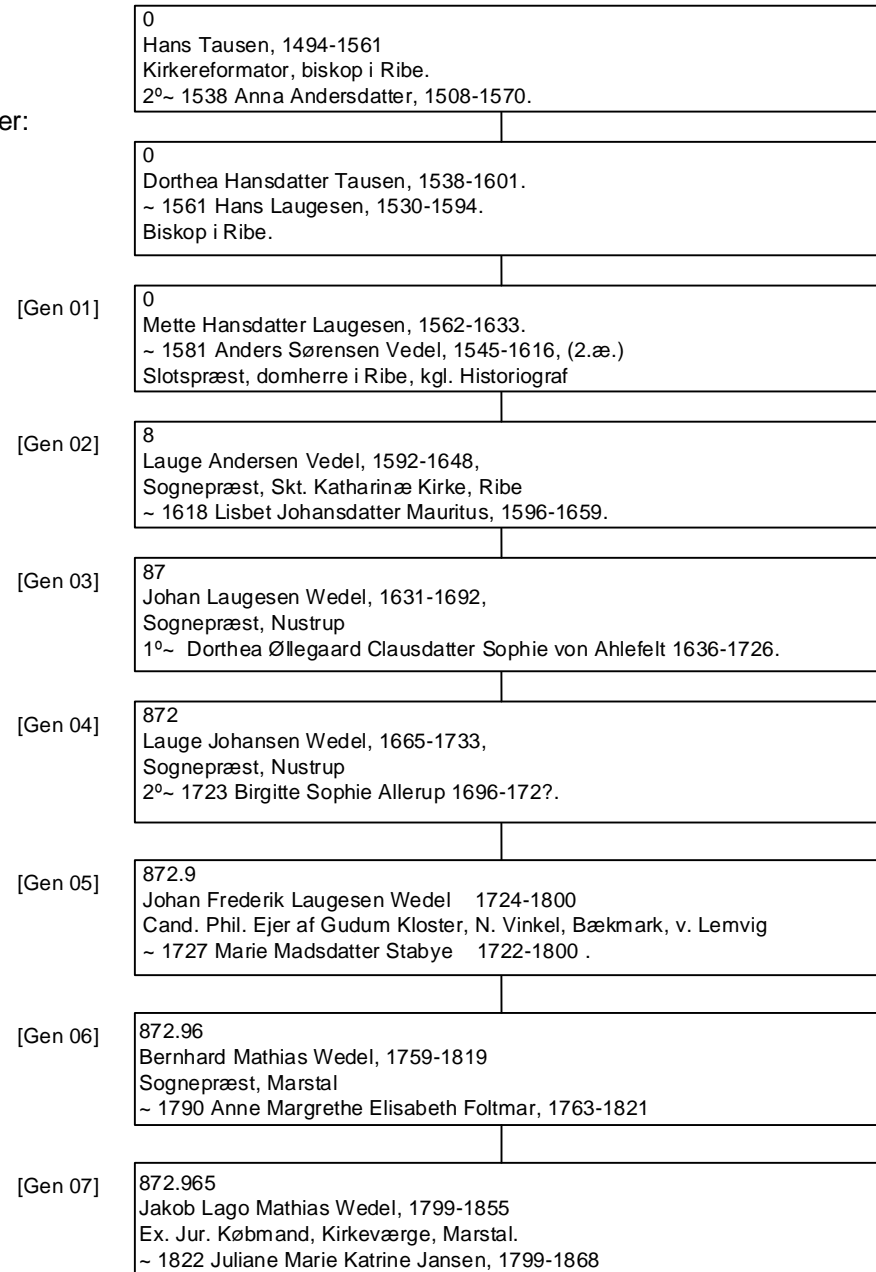 0
Hans Tausen, 1494-1561
Kirkereformator, biskop i Ribe.
2º~ 1538 Anna Andersdatter, 1508-1570.
er:
0
Dorthea Hansdatter Tausen, 1538-1601.
~ 1561 Hans Laugesen, 1530-1594.
Biskop i Ribe.
[Gen 01]
0
Mette Hansdatter Laugesen, 1562-1633.
~ 1581 Anders Sørensen Vedel, 1545-1616, (2.æ.)
Slotspræst, domherre i Ribe, kgl. Historiograf
[Gen 02]
8
Lauge Andersen Vedel, 1592-1648,
Sognepræst, Skt. Katharinæ Kirke, Ribe
~ 1618 Lisbet Johansdatter Mauritus, 1596-1659.
[Gen 03]
87
Johan Laugesen Wedel, 1631-1692,
Sognepræst, Nustrup
1º~ Dorthea Øllegaard Clausdatter Sophie von Ahlefelt 1636-1726.
[Gen 04]
872
Lauge Johansen Wedel, 1665-1733,
Sognepræst, Nustrup
2º~ 1723 Birgitte Sophie Allerup 1696-172?.
[Gen 05]
872.9
Johan Frederik Laugesen Wedel 1724-1800
Cand. Phil. Ejer af Gudum Kloster, N. Vinkel, Bækmark, v. Lemvig
~ 1727 Marie Madsdatter Stabye 1722-1800 .
[Gen 06]
872.96
Bernhard Mathias Wedel, 1759-1819
Sognepræst, Marstal
~ 1790 Anne Margrethe Elisabeth Foltmar, 1763-1821
[Gen 07]
872.965
Jakob Lago Mathias Wedel, 1799-1855
Ex. Jur. Købmand, Kirkeværge, Marstal.
~ 1822 Juliane Marie Katrine Jansen, 1799-1868